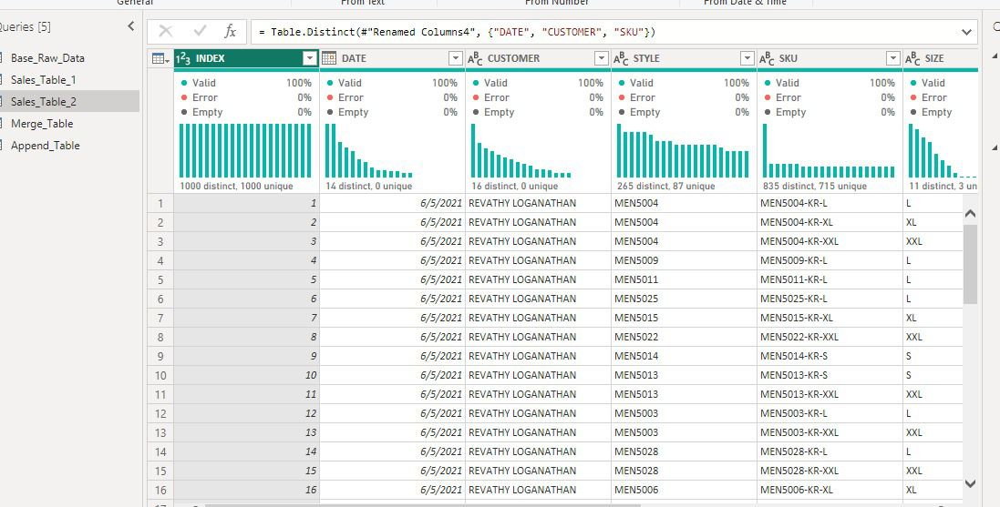 General From Text From Number From Date & Time
Queries [5]
fx = Table.Distinct(#"Renamed Columns4", {"DATE", "CUSTOMER", "SKU"})
Base_Raw_Data
Sales_Table_1
Sales_Table_2
Merge_Table
Append_Table
1²3 INDEX DATE ABC CUSTOMER ABC STYLE ABC SKU ABC SIZE
Valid 100% Valid 100% Valid 100% Valid 100% Valid 100% Valid
Error 0% Error 0% Error 0% Error 0% Error 0% Error
Empty 0% Empty 0% Empty 0% Empty 0% Empty 0% Empty
1000 distinct, 1000 unique 14 distinct, 0 unique 16 distinct, 0 unique 265 distinct, 87 unique 835 distinct, 715 unique 11 distinct, 3 un
1 1 6/5/2021 REVATHY LOGANATHAN MEN5004 MEN5004-KR-L L
2 2 6/5/2021 REVATHY LOGANATHAN MEN5004 MEN5004-KR-XL XL
3 3 6/5/2021 REVATHY LOGANATHAN MEN5004 MEN5004-KR-XXL XXL
4 4 6/5/2021 REVATHY LOGANATHAN MEN5009 MEN5009-KR-L L
5 5 6/5/2021 REVATHY LOGANATHAN MEN5011 MEN5011-KR-L L
6 6 6/5/2021 REVATHY LOGANATHAN MEN5025 MEN5025-KR-L L
7 7 6/5/2021 REVATHY LOGANATHAN MEN5015 MEN5015-KR-XL XL
8 8 6/5/2021 REVATHY LOGANATHAN MEN5022 MEN5022-KR-XXL XXL
9 9 6/5/2021 REVATHY LOGANATHAN MEN5014 MEN5014-KR-S S
10 10 6/5/2021 REVATHY LOGANATHAN MEN5013 MEN5013-KR-S S
11 11 6/5/2021 REVATHY LOGANATHAN MEN5013 MEN5013-KR-XXL XXL
12 12 6/5/2021 REVATHY LOGANATHAN MEN5003 MEN5003-KR-L L
13 13 6/5/2021 REVATHY LOGANATHAN MEN5003 MEN5003-KR-XXL XXL
14 14 6/5/2021 REVATHY LOGANATHAN MEN5028 MEN5028-KR-L L
15 15 6/5/2021 REVATHY LOGANATHAN MEN5028 MEN5028-KR-XXL XXL
16 16 6/5/2021 REVATHY LOGANATHAN MEN5006 MEN5006-KR-XL XL